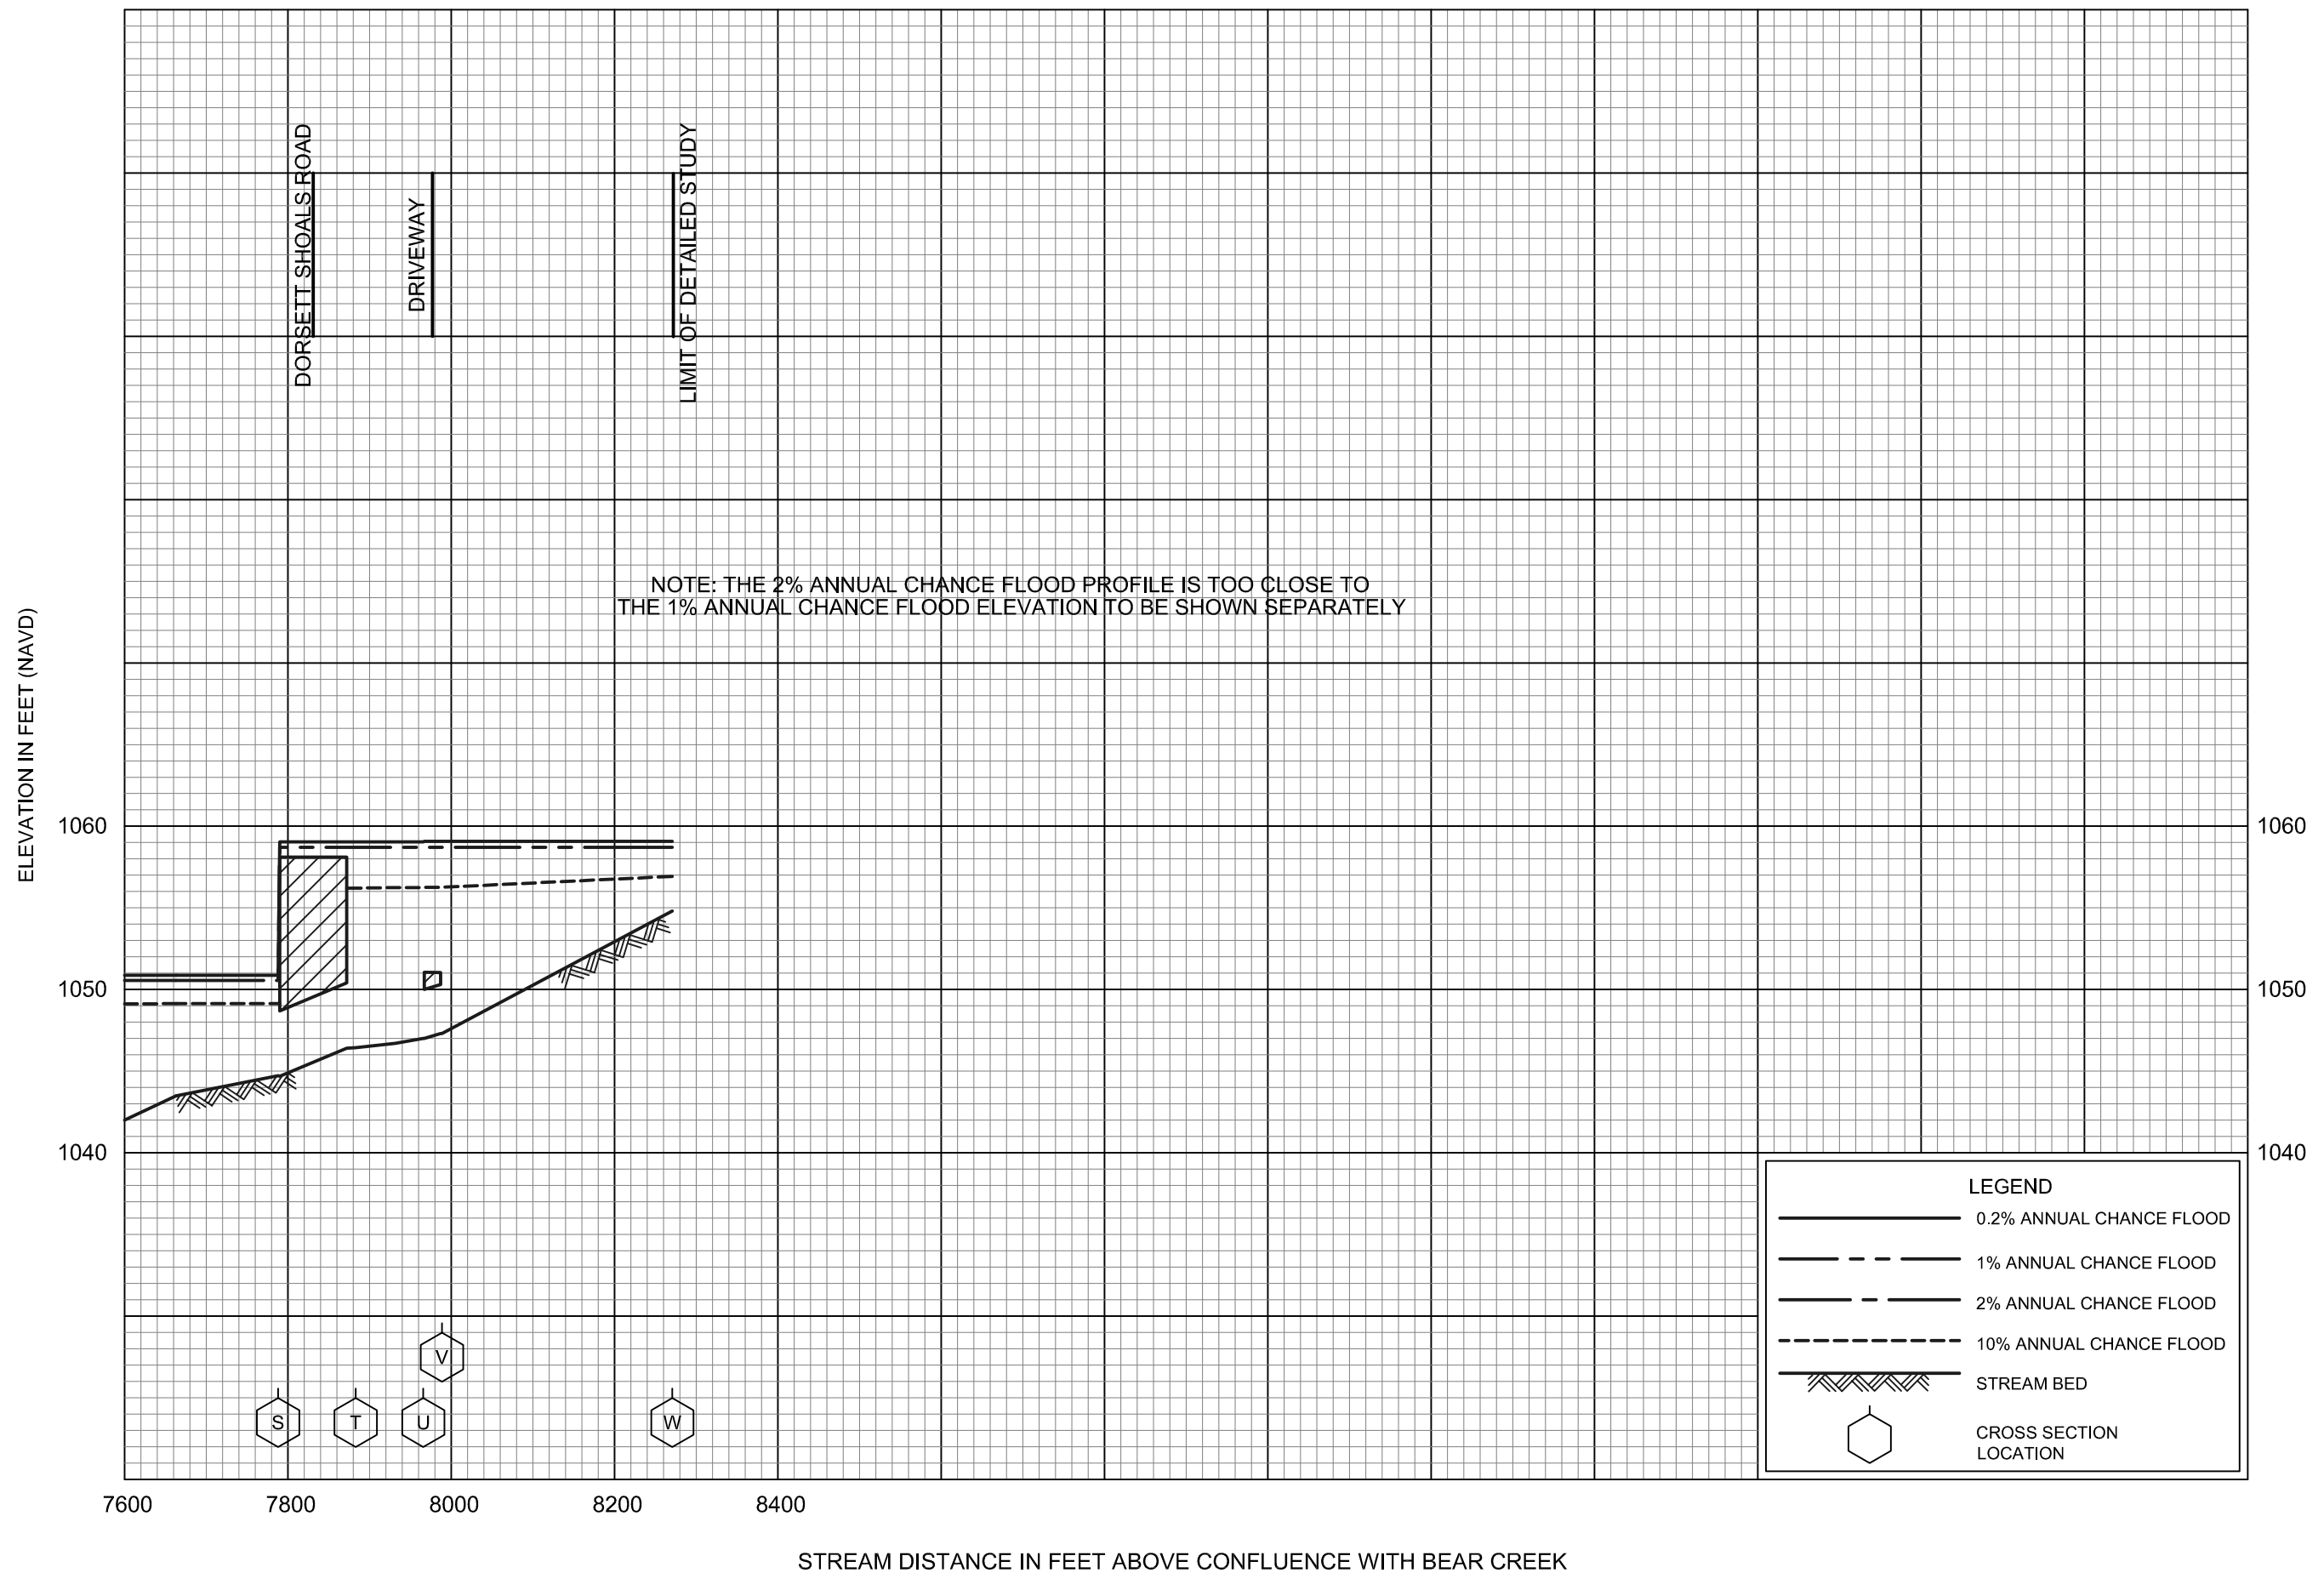 DORSETT SHOALS ROAD
DRIVEWAY
LIMIT OF DETAILED STUDY
NOTE: THE 2% ANNUAL CHANCE FLOOD PROFILE IS TOO CLOSE TO
THE 1% ANNUAL CHANCE FLOOD ELEVATION TO BE SHOWN SEPARATELY
ELEVATION IN FEET (NAVD)
1060
1060
1050
1050
1040
1040
LEGEND
0.2% ANNUAL CHANCE FLOOD
1% ANNUAL CHANCE FLOOD
2% ANNUAL CHANCE FLOOD
10% ANNUAL CHANCE FLOOD
STREAM BED
CROSS SECTION
LOCATION
V
S
T
U
W
7600
7800
8000
8200
8400
STREAM DISTANCE IN FEET ABOVE CONFLUENCE WITH BEAR CREEK